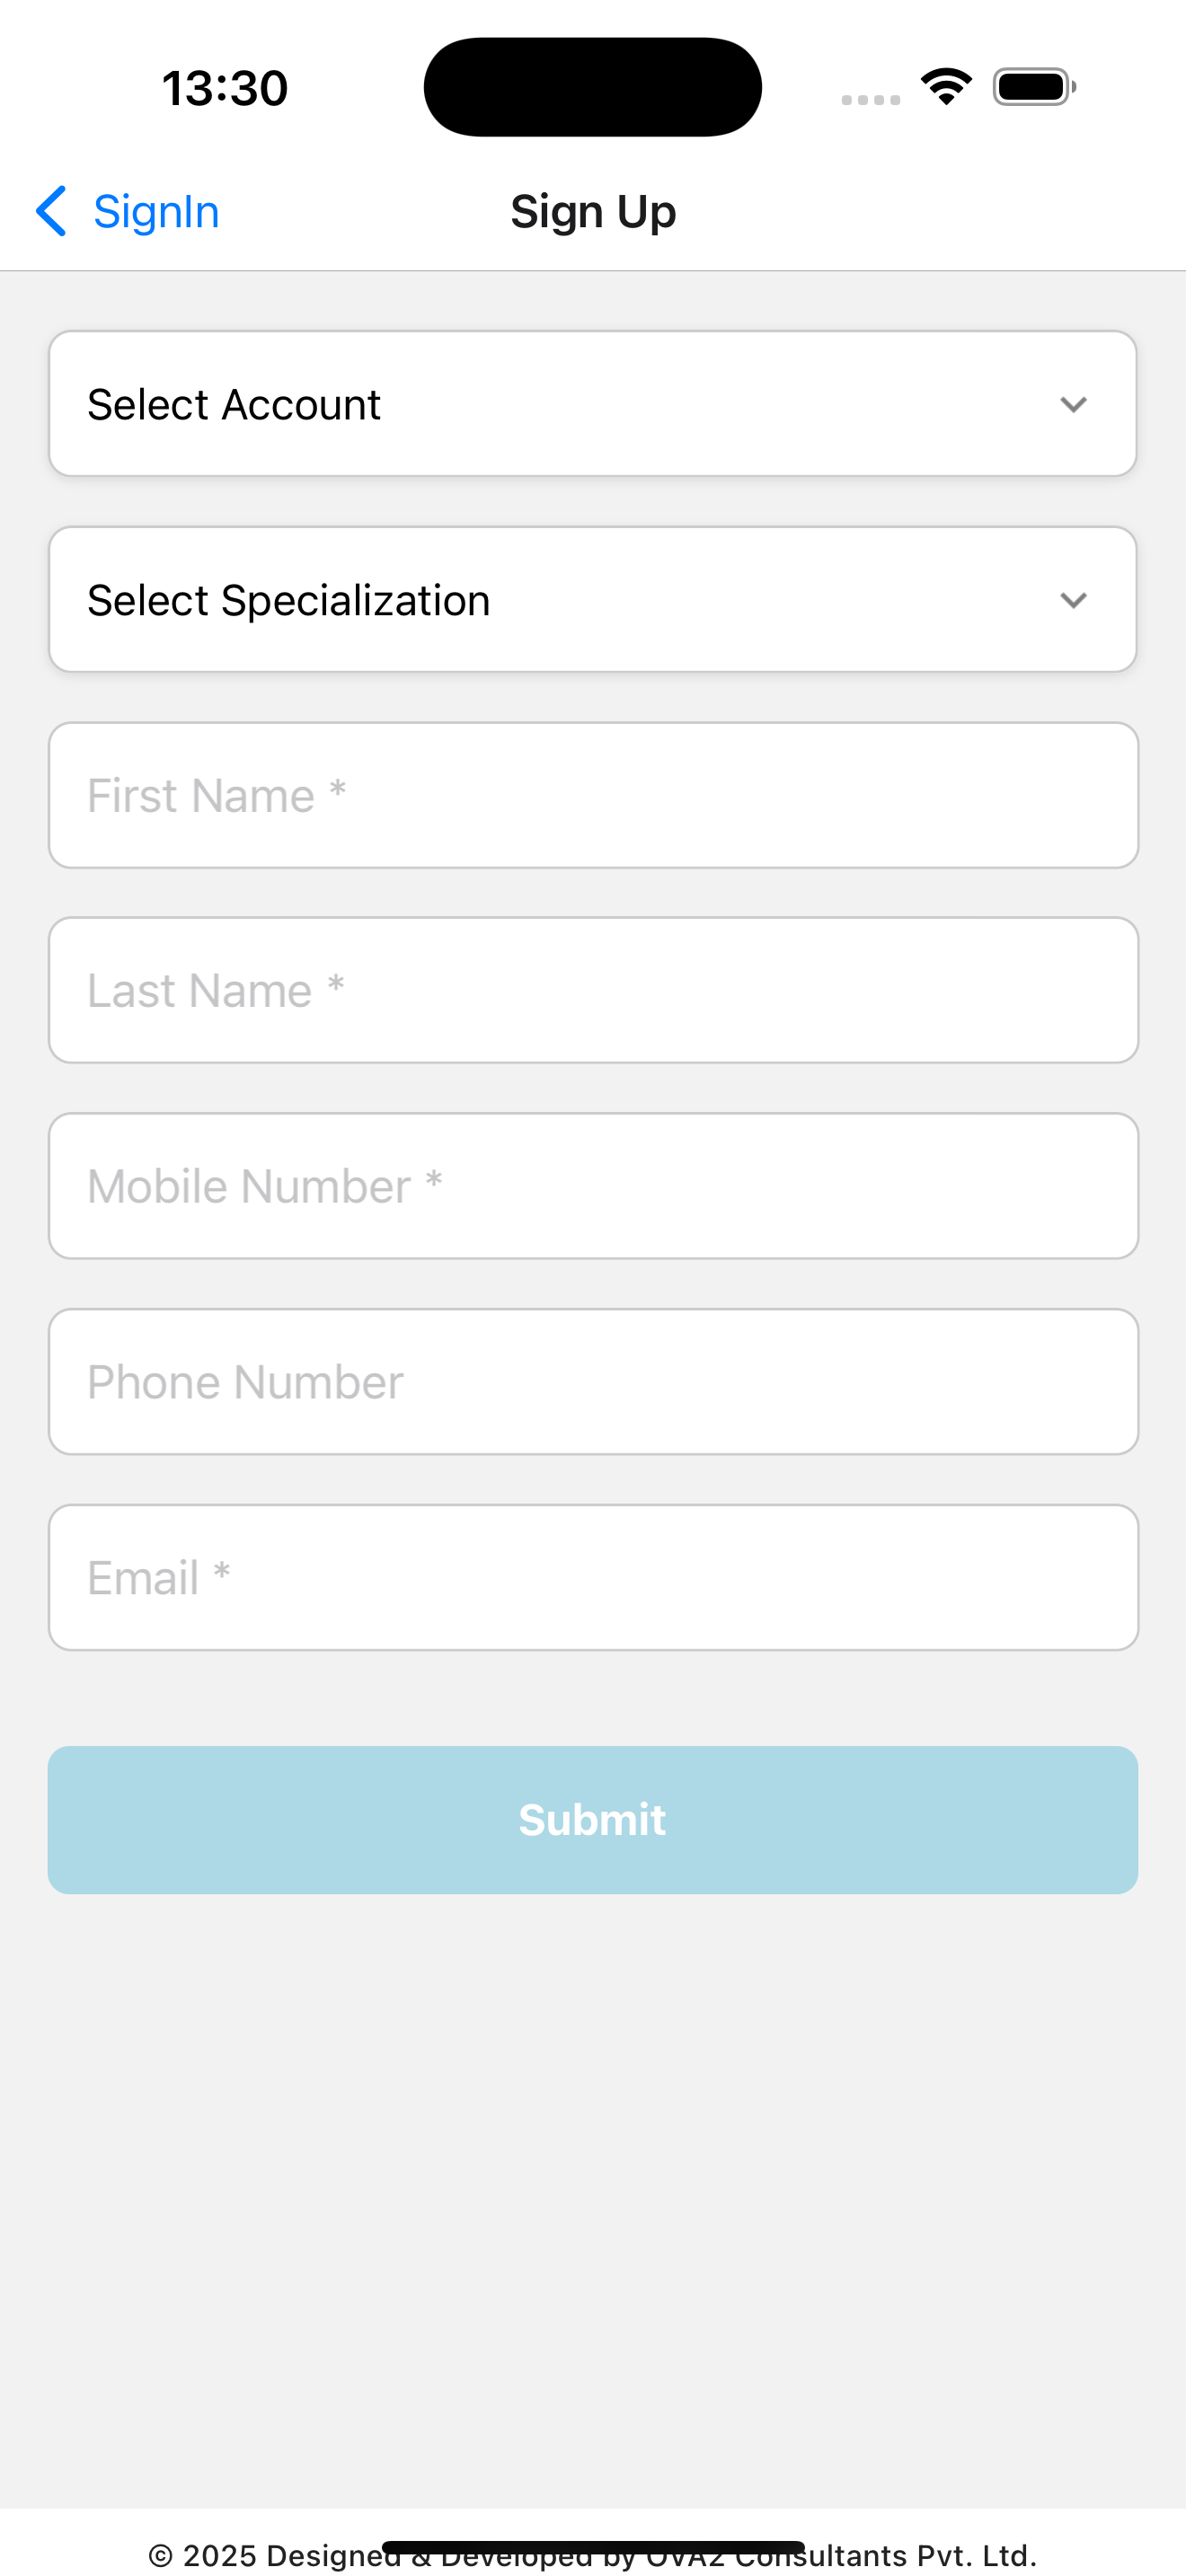 13:30
SignIn
Sign Up
Select Account
Select Specialization
First Name *
Last Name *
Mobile Number *
Phone Number
Email *
Submit
© 2025 Designed & Developed by OVA2 Consultants Pvt. Ltd.